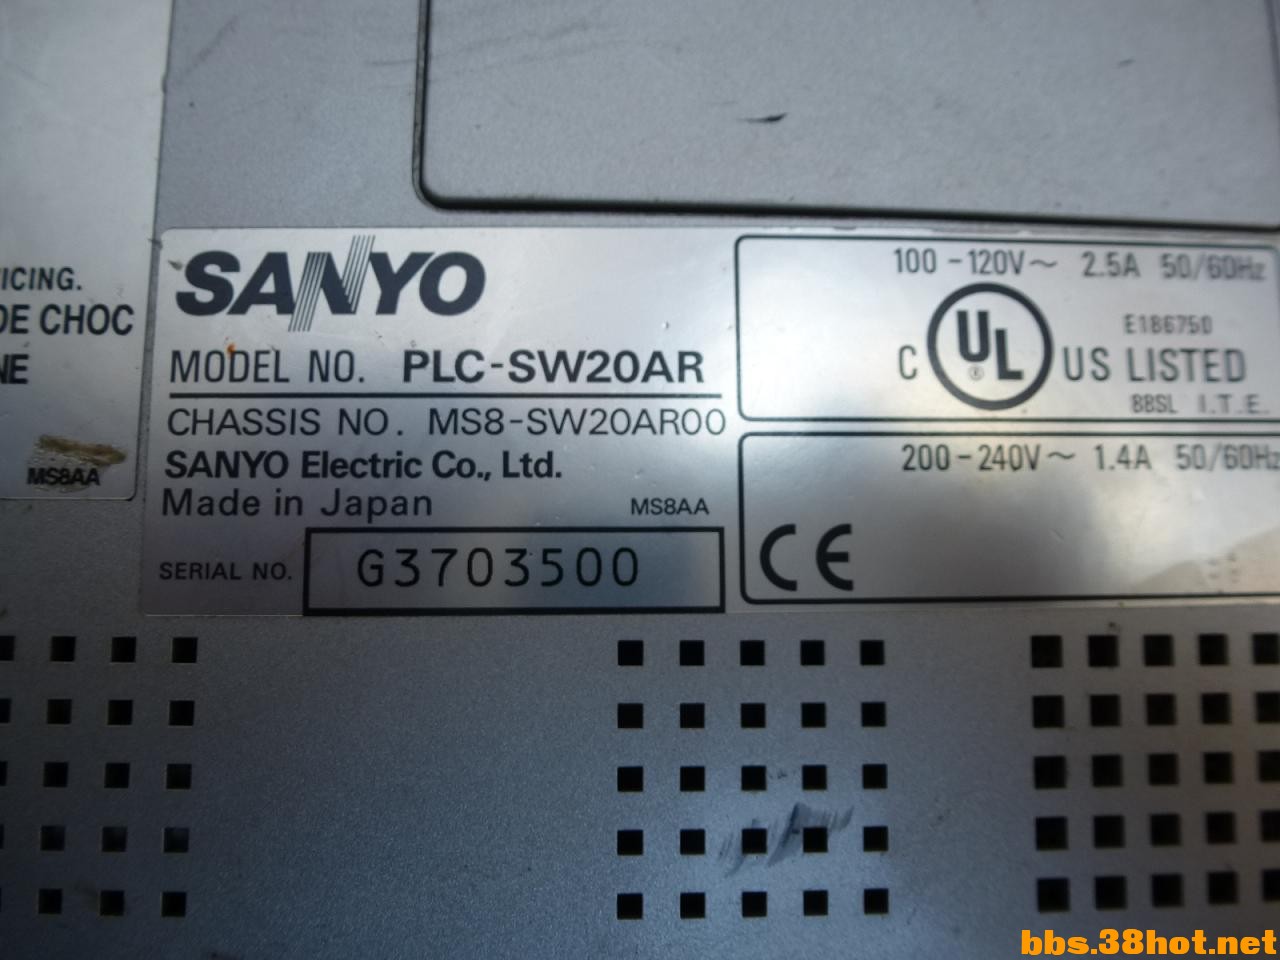 ICING.
DE CHOC
NE
MS8AA
SANYO
MODEL NO. PLC-SW20AR
CHASSIS NO. MS8-SW20AR00
SANYO Electric Co., Ltd.
Made in Japan MS8AA
SERIAL NO. G3703500
100-120V～ 2.5A 50/60Hz
E186750
C UL ® US LISTED
88SL I.T.E.
200-240V～ 1.4A 50/60Hz
CE
bbs.38hot.net